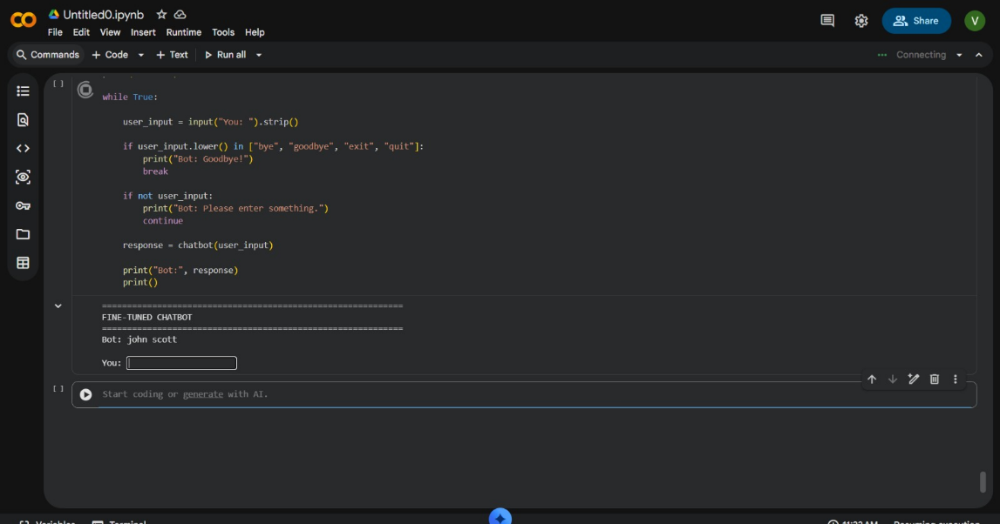 Untitled0.ipynb
File Edit View Insert Runtime Tools Help
Share
V
Commands + Code + Text Run all
Connecting
[ ]
while True:
user_input = input("You: ").strip()
if user_input.lower() in ["bye", "goodbye", "exit", "quit"]:
print("Bot: Goodbye!")
break
if not user_input:
print("Bot: Please enter something.")
continue
response = chatbot(user_input)
print("Bot:", response)
print()
============================================================
FINE-TUNED CHATBOT
============================================================
Bot: john scott
You:
[ ]
Start coding or generate with AI.
Variables Terminal
11:22 AM Resuming execution